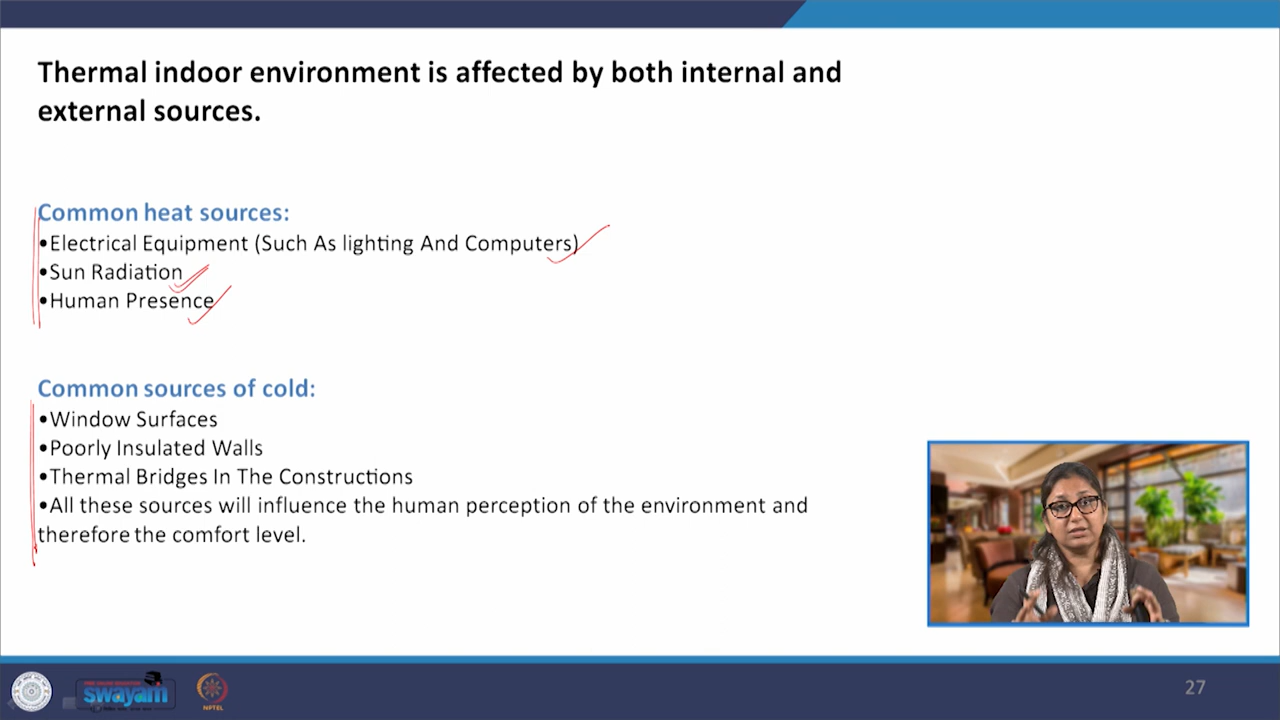 Thermal indoor environment is affected by both internal and
external sources.
Common heat sources:
•Electrical Equipment (Such As lighting And Computers)
•Sun Radiation
•Human Presence
Common sources of cold:
•Window Surfaces
•Poorly Insulated Walls
•Thermal Bridges In The Constructions
•All these sources will influence the human perception of the environment and
therefore the comfort level.
swayam
NPTEL
27